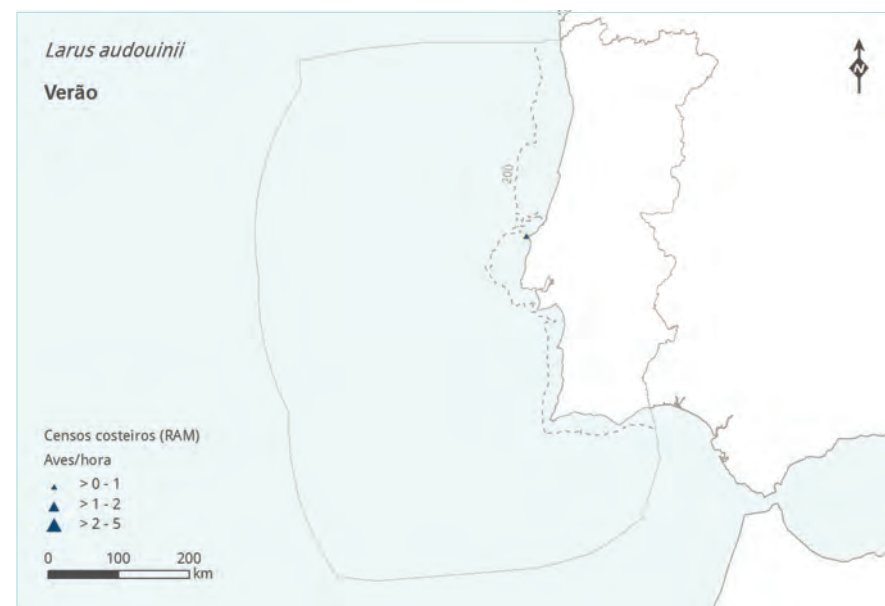 Larus audouinii
Verão
N
200
Censos costeiros (RAM)
Aves/hora
> 0 - 1
> 1 - 2
> 2 - 5
0 100 200
km